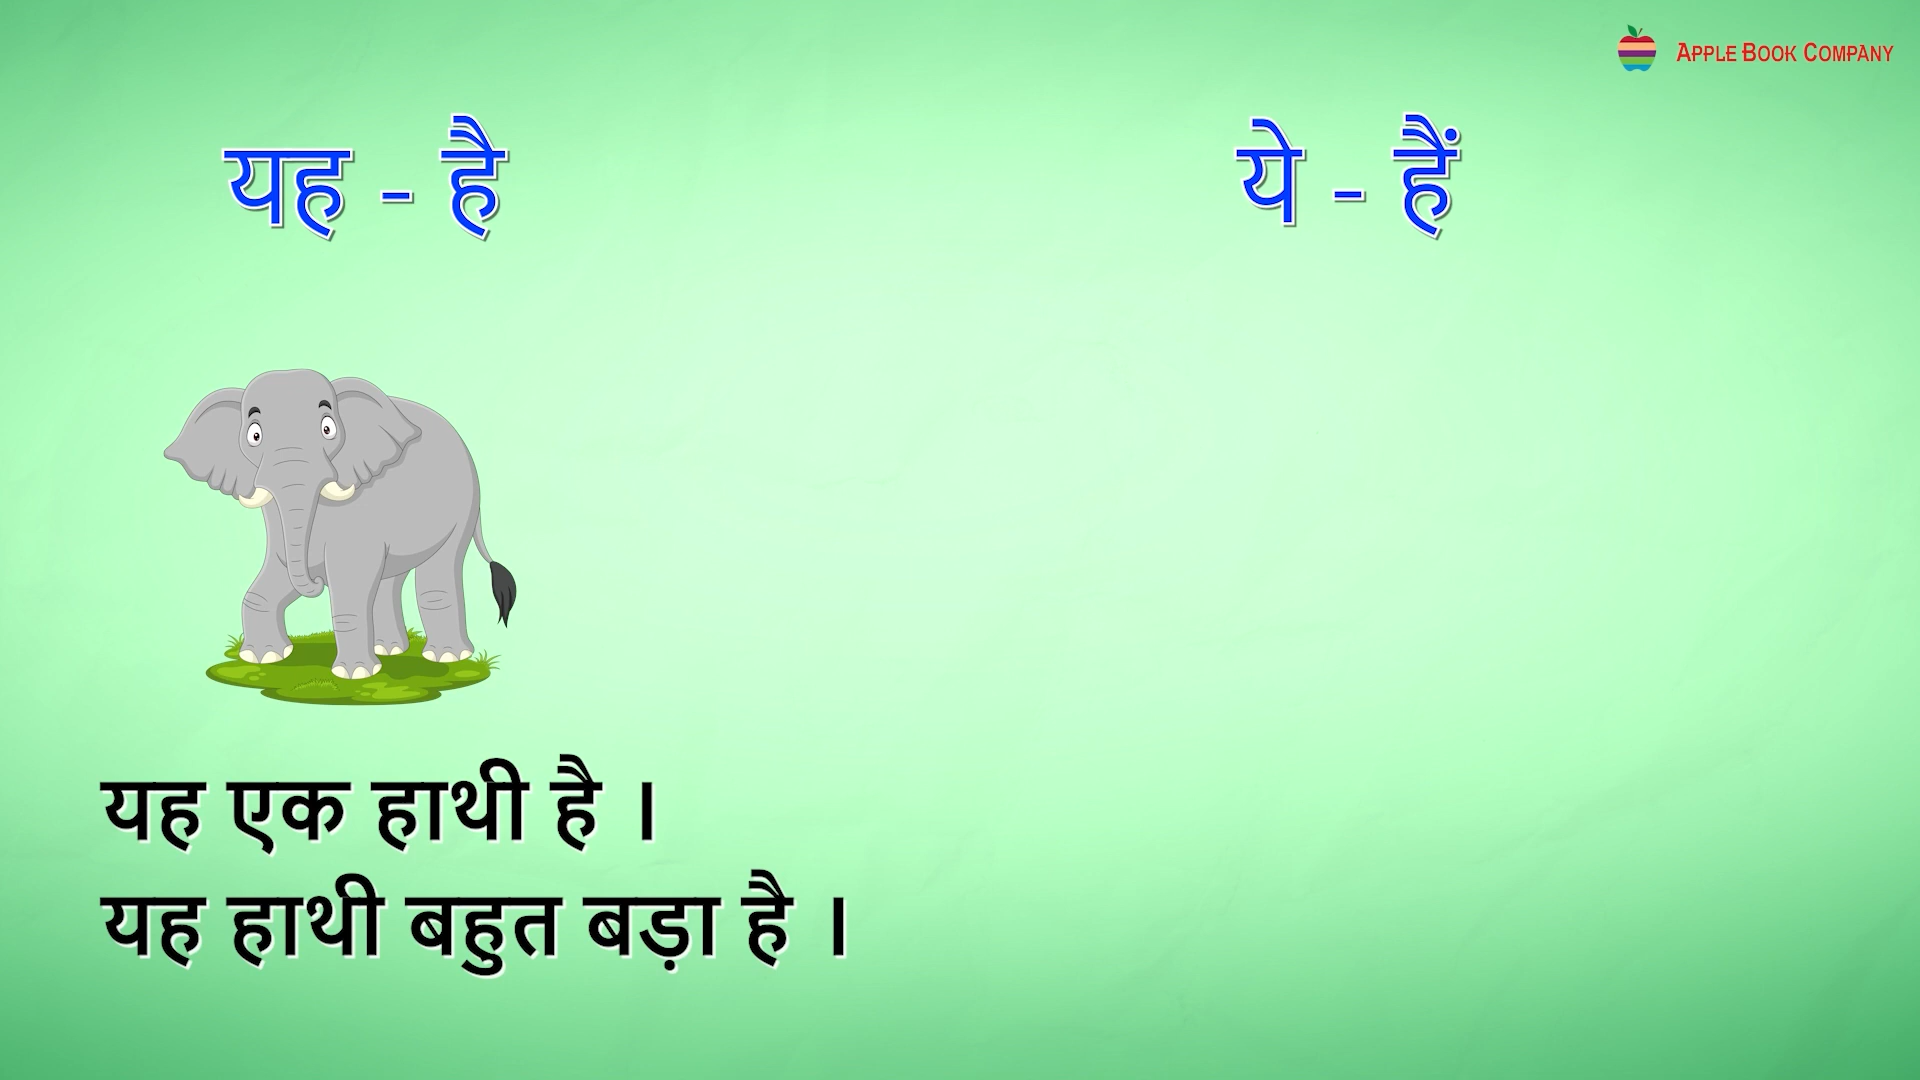 APPLE BOOK COMPANY
यह - है
ये - हैं
यह एक हाथी है ।
यह हाथी बहुत बड़ा है ।